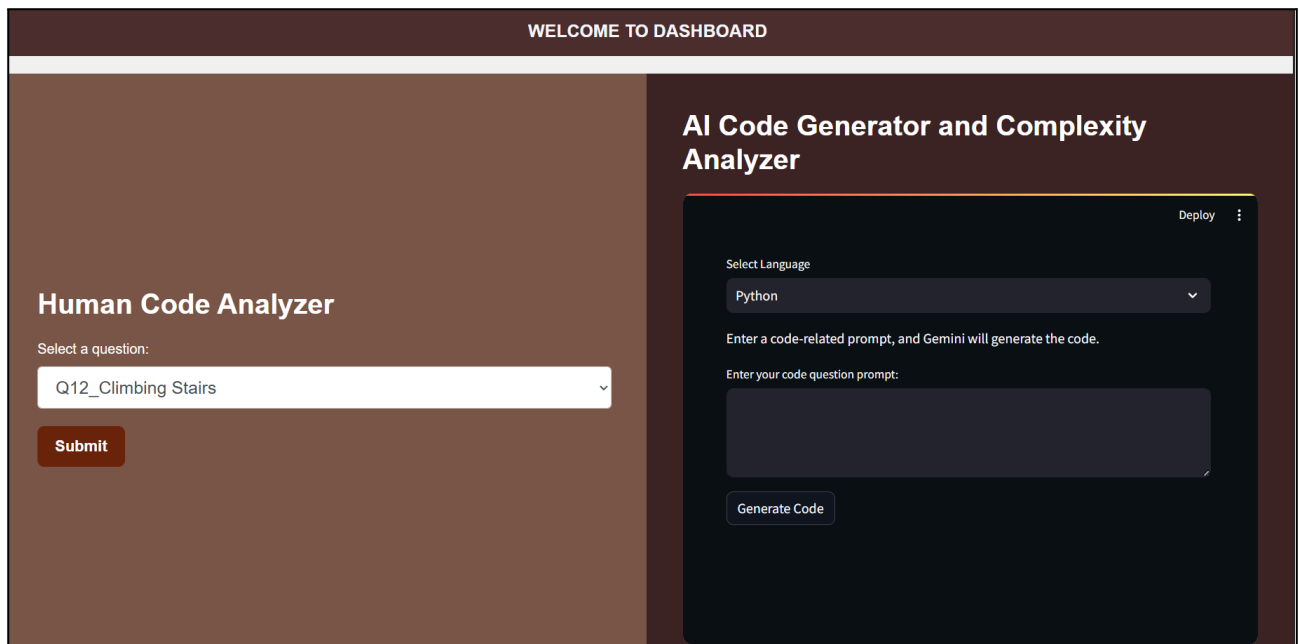 WELCOME TO DASHBOARD
Human Code Analyzer
Select a question:
Q12_Climbing Stairs
Submit
AI Code Generator and Complexity
Analyzer
Deploy
Select Language
Python
Enter a code-related prompt, and Gemini will generate the code.
Enter your code question prompt:
Generate Code